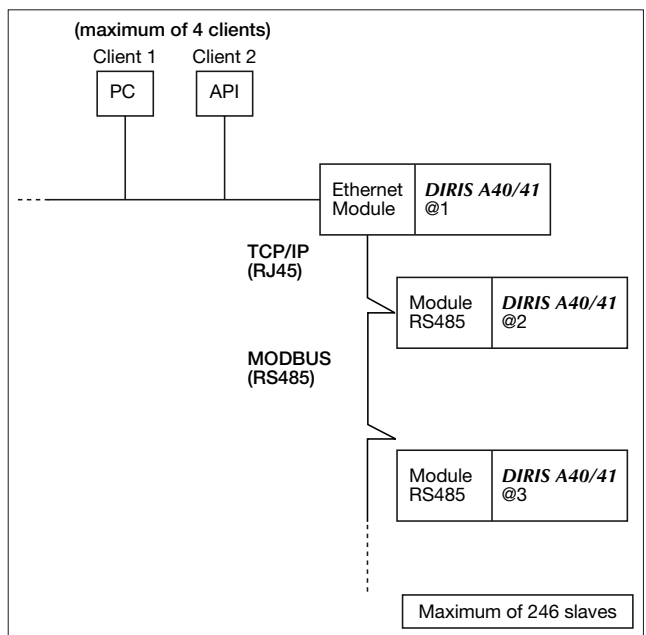 (maximum of 4 clients)
Client 1
Client 2
PC
API
Ethernet
Module
DIRIS A40/41
@1
TCP/IP
(RJ45)
Module
RS485
DIRIS A40/41
@2
MODBUS
(RS485)
Module
RS485
DIRIS A40/41
@3
Maximum of 246 slaves